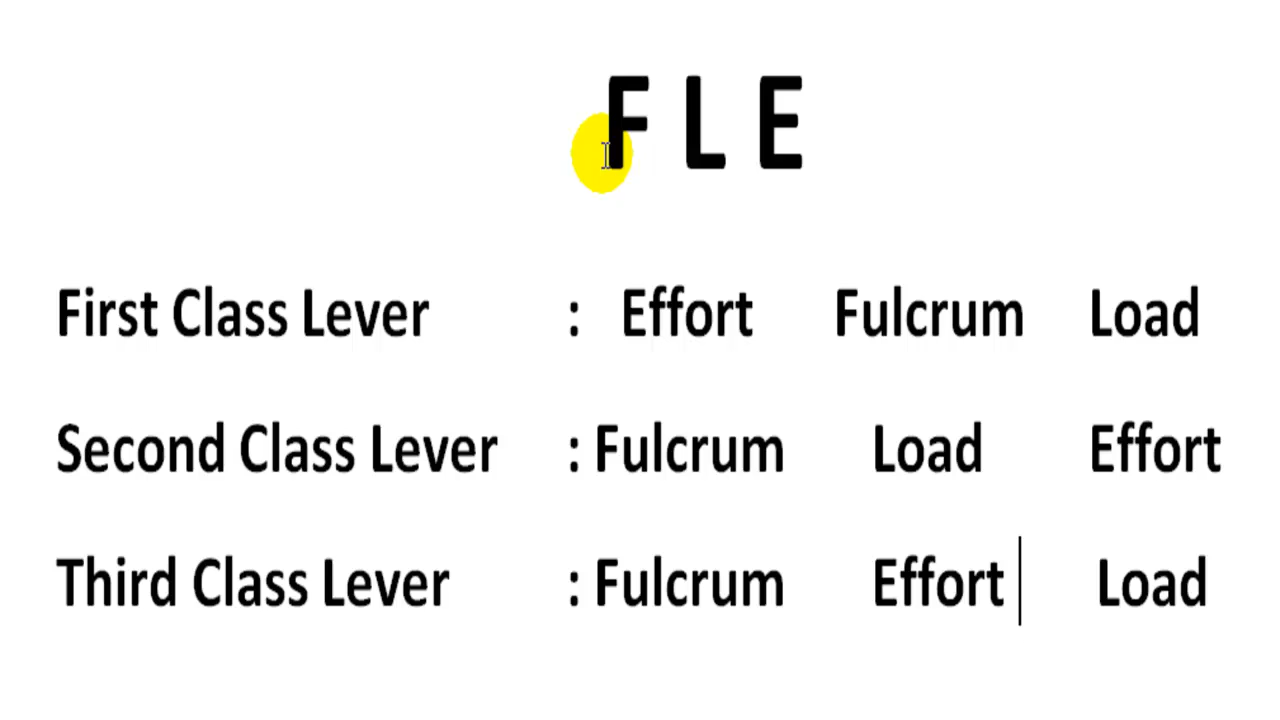 F L E
First Class Lever : Effort Fulcrum Load
Second Class Lever : Fulcrum Load Effort
Third Class Lever : Fulcrum Effort Load